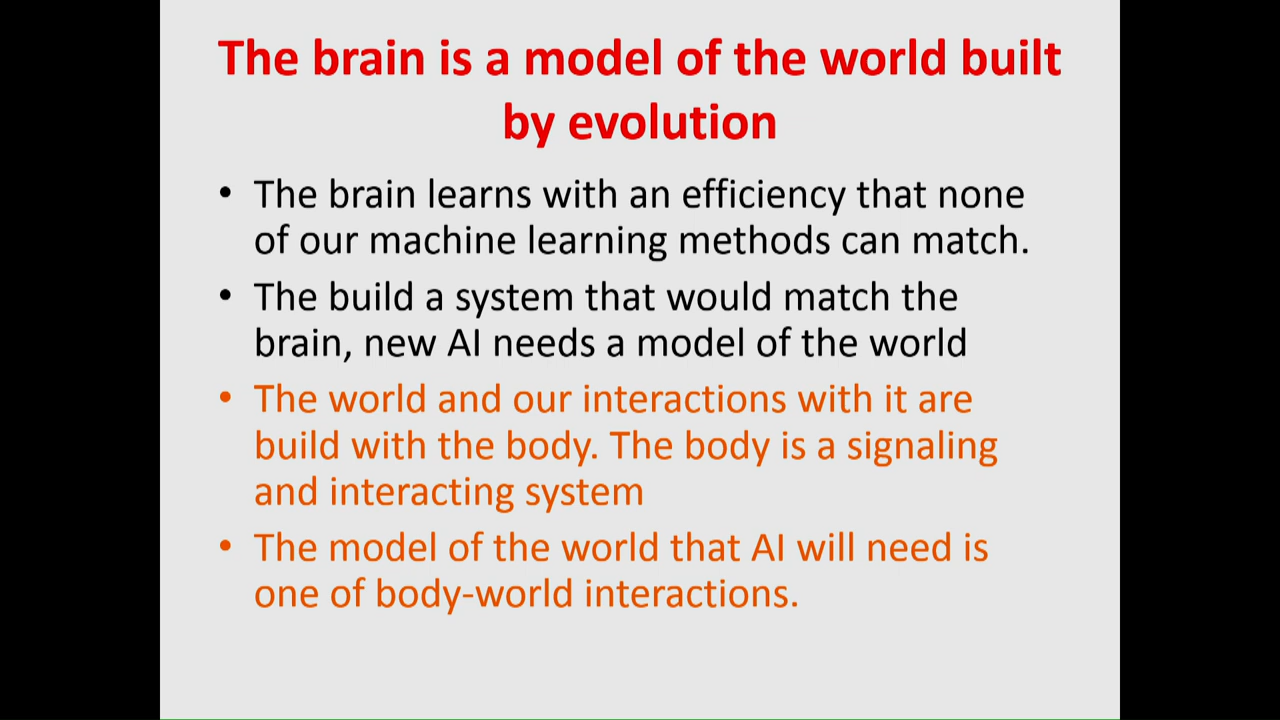 The brain is a model of the world built
by evolution
• The brain learns with an efficiency that none
of our machine learning methods can match.
• The build a system that would match the
brain, new AI needs a model of the world
• The world and our interactions with it are
build with the body. The body is a signaling
and interacting system
• The model of the world that AI will need is
one of body-world interactions.